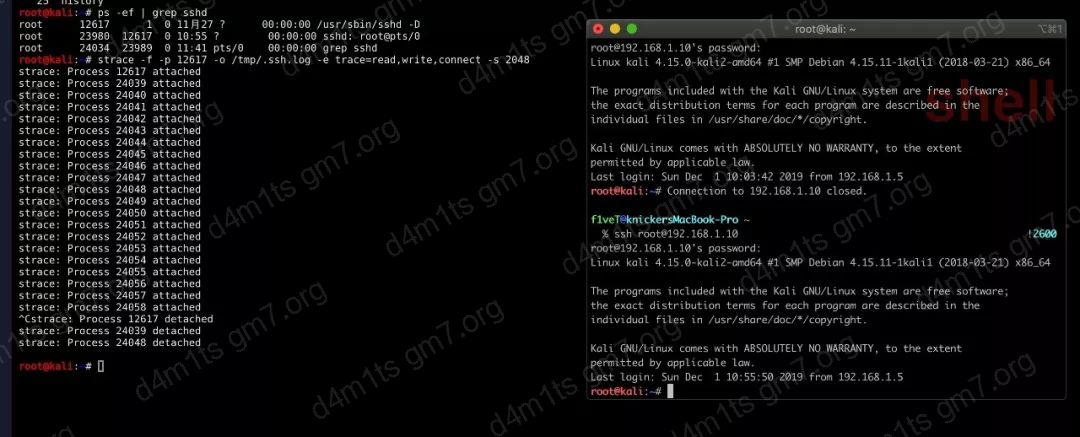 25 history
root@kali:~# ps -ef | grep sshd
root 12617 1 0 11月27 ? 00:00:00 /usr/sbin/sshd -D
root 23980 12617 0 10:55 ? 00:00:00 sshd: root@pts/0
root 24034 23989 0 11:41 pts/0 00:00:00 grep sshd
root@kali:~# strace -f -p 12617 -o /tmp/.ssh.log -e trace=read,write,connect -s 2048
strace: Process 12617 attached
strace: Process 24039 attached
strace: Process 24040 attached
strace: Process 24041 attached
strace: Process 24042 attached
strace: Process 24043 attached
strace: Process 24044 attached
strace: Process 24045 attached
strace: Process 24046 attached
strace: Process 24047 attached
strace: Process 24048 attached
strace: Process 24049 attached
strace: Process 24050 attached
strace: Process 24051 attached
strace: Process 24052 attached
strace: Process 24053 attached
strace: Process 24054 attached
strace: Process 24055 attached
strace: Process 24056 attached
strace: Process 24057 attached
strace: Process 24058 attached
^Cstrace: Process 12617 detached
strace: Process 24039 detached
strace: Process 24048 detached
root@kali:~#
root@kali: ~
⌥⌘1
root@192.168.1.10's password:
Linux kali 4.15.0-kali2-amd64 #1 SMP Debian 4.15.11-1kali1 (2018-03-21) x86_64
The programs included with the Kali GNU/Linux system are free software;
the exact distribution terms for each program are described in the
individual files in /usr/share/doc/*/copyright.
shell
Kali GNU/Linux comes with ABSOLUTELY NO WARRANTY, to the extent
permitted by applicable law.
Last login: Sun Dec 1 10:03:42 2019 from 192.168.1.5
root@kali:~# Connection to 192.168.1.10 closed.
f1veT@knickersMacBook-Pro ~
% ssh root@192.168.1.10 !2600
root@192.168.1.10's password:
Linux kali 4.15.0-kali2-amd64 #1 SMP Debian 4.15.11-1kali1 (2018-03-21) x86_64
The programs included with the Kali GNU/Linux system are free software;
the exact distribution terms for each program are described in the
individual files in /usr/share/doc/*/copyright.
Kali GNU/Linux comes with ABSOLUTELY NO WARRANTY, to the extent
permitted by applicable law.
Last login: Sun Dec 1 10:55:50 2019 from 192.168.1.5
root@kali:~#
d4m1ts gm7.org